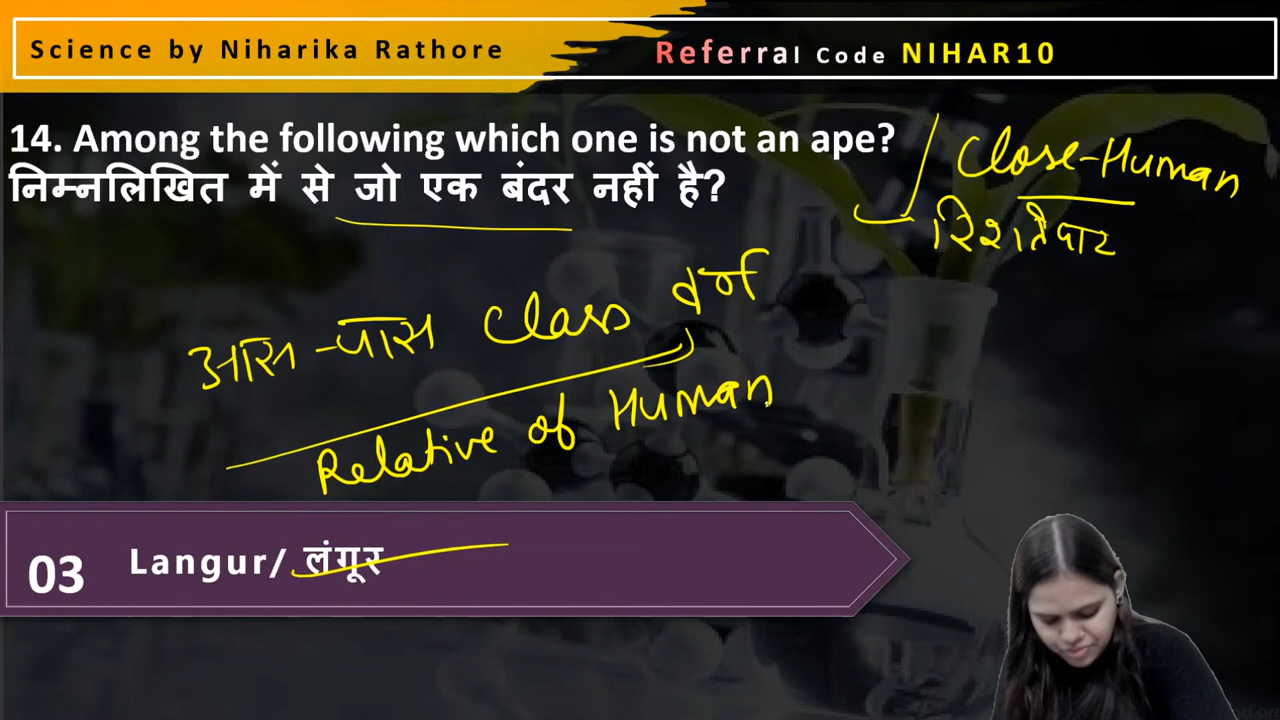 Science by Niharika Rathore
Referral Code NIHAR10
14. Among the following which one is not an ape?
निम्नलिखित में से जो एक बंदर नहीं है?
Close-Human
रिश्तेदार
आस-पास Class वर्ग
Relative of Human
03 Langur/ लंगूर